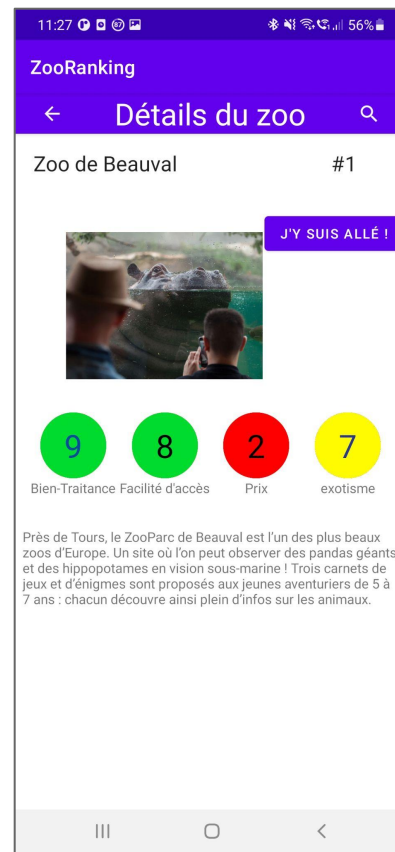 11:27 87 56%
ZooRanking
Détails du zoo
Zoo de Beauval #1
J'Y SUIS ALLÉ !
9 8 2 7
Bien-Traitance Facilité d'accès Prix exotisme
Près de Tours, le ZooParc de Beauval est l'un des plus beaux
zoos d'Europe. Un site où l'on peut observer des pandas géants
et des hippopotames en vision sous-marine ! Trois carnets de
jeux et d'énigmes sont proposés aux jeunes aventuriers de 5 à
7 ans : chacun découvre ainsi plein d'infos sur les animaux.